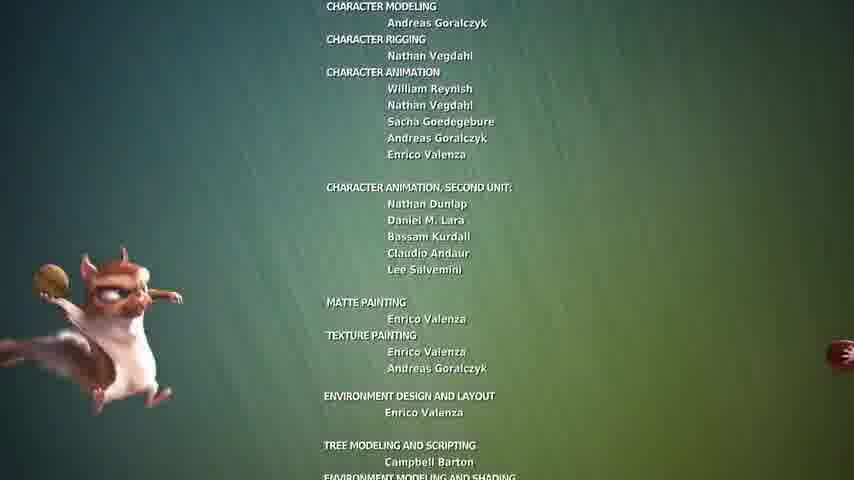 CHARACTER MODELING
Andreas Goralczyk
CHARACTER RIGGING
Nathan Vegdahl
CHARACTER ANIMATION
William Reynish
Nathan Vegdahl
Sacha Goedegebure
Andreas Goralczyk
Enrico Valenza
CHARACTER ANIMATION, SECOND UNIT:
Nathan Dunlap
Daniel M. Lara
Bassam Kurdali
Claudio Andaur
Lee Salvemini
MATTE PAINTING
Enrico Valenza
TEXTURE PAINTING
Enrico Valenza
Andreas Goralczyk
ENVIRONMENT DESIGN AND LAYOUT
Enrico Valenza
TREE MODELING AND SCRIPTING
Campbell Barton
ENVIRONMENT MODELING AND SHADING